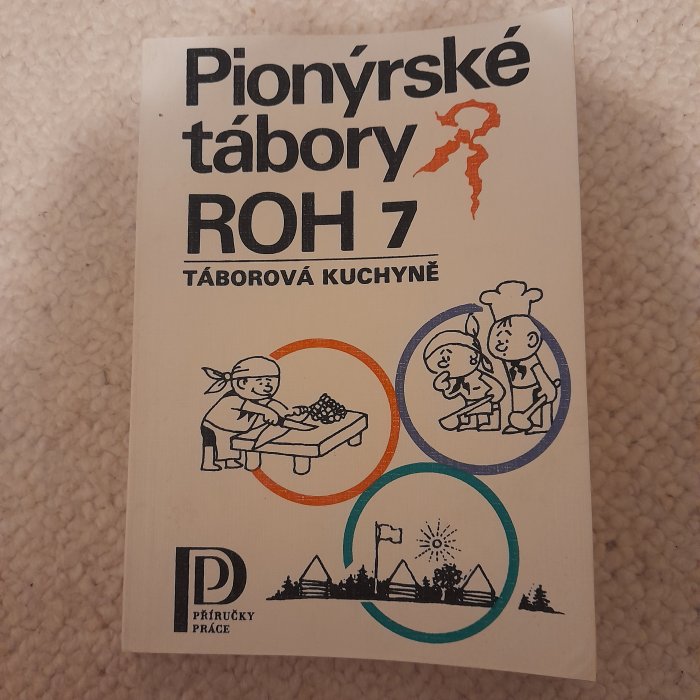 Pionýrské
tábory
ROH 7
TÁBOROVÁ KUCHYNĚ
PŘÍRUČKY
PRÁCE